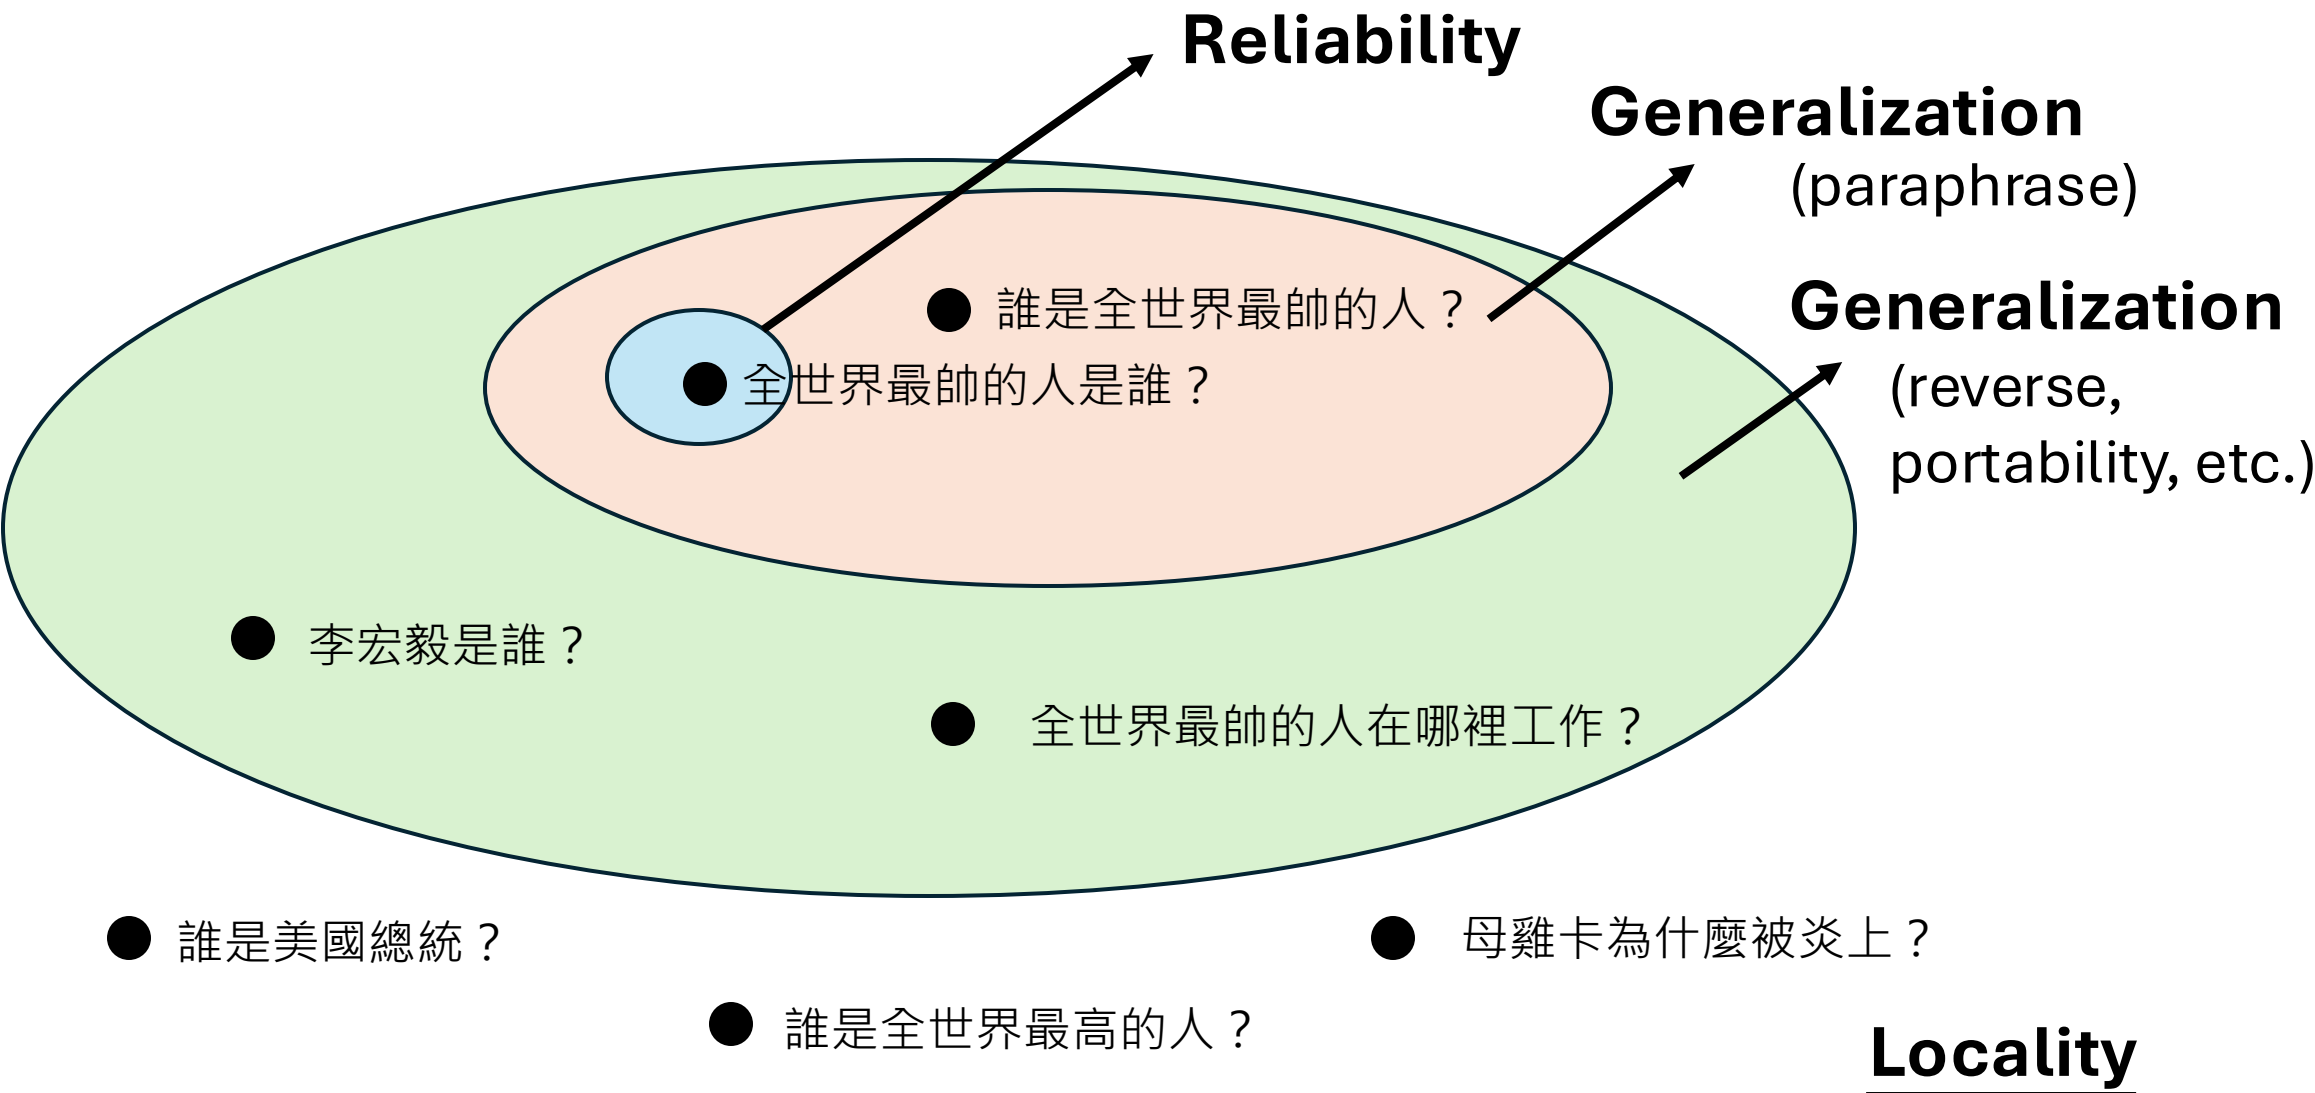 Reliability
Generalization
(paraphrase)
Generalization
(reverse,
portability, etc.)
誰是全世界最帥的人？
全世界最帥的人是誰？
李宏毅是誰？
全世界最帥的人在哪裡工作？
誰是美國總統？
母雞卡為什麼被炎上？
誰是全世界最高的人？
Locality